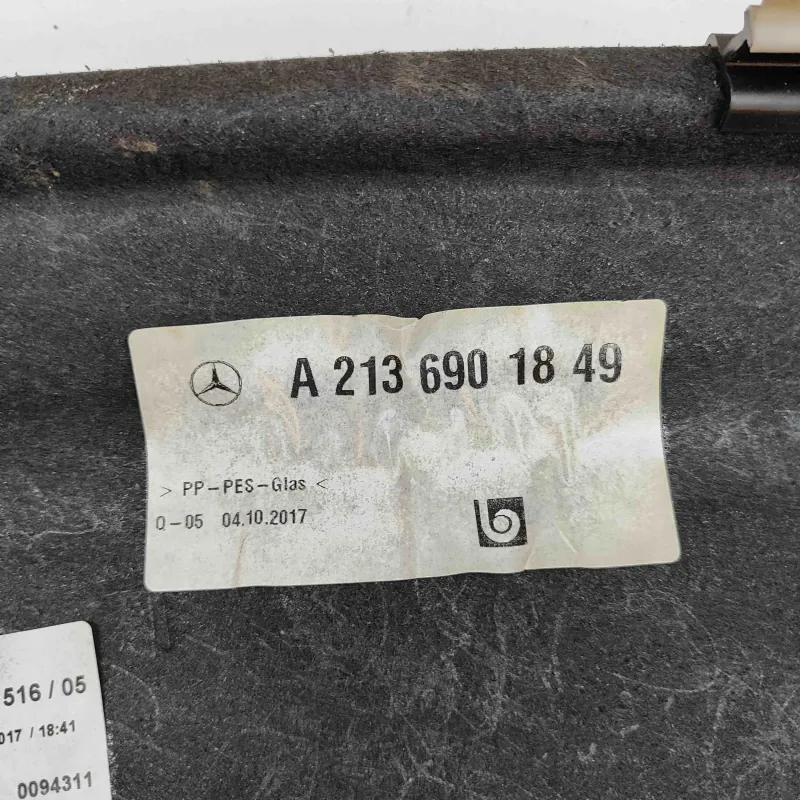 A 213 690 18 49
> PP-PES-Glas <
Q-05 04.10.2017
516 / 05
017 / 18:41
0094311